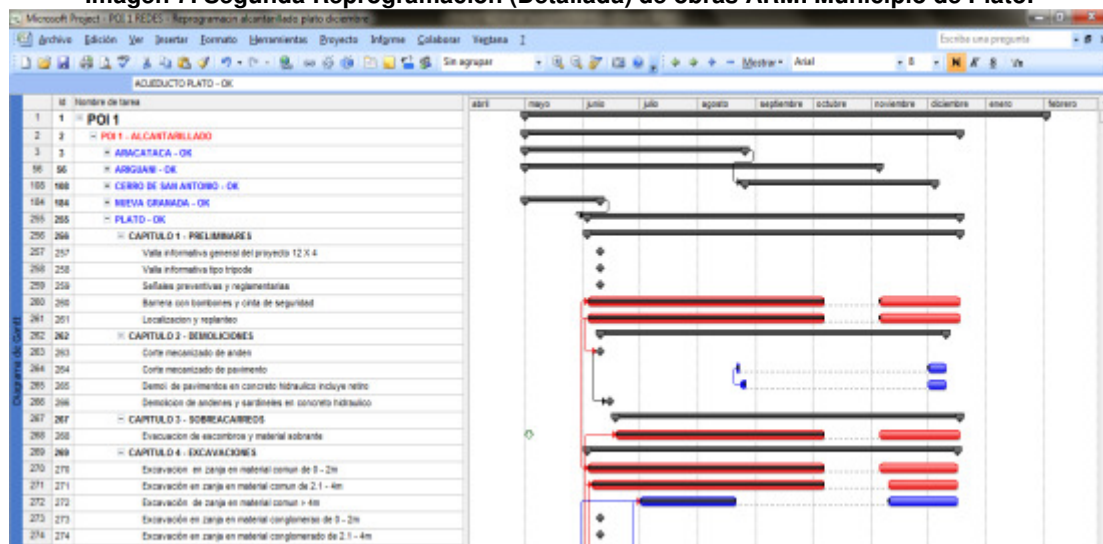 Imagen 7. Segunda Reprogramación (Detallada) de obras ARM. Municipio de Plato.
Microsoft Project - POI 1 REDES - Reprogramacion alcantarillado plato diciembre
Archivo Edición Ver Insertar Formato Herramientas Proyecto Informe Colaborar Ventana ?
Escriba una pregunta
Sin agrupar Mostrar Arial 8 N K S
ACUEDUCTO PLATO - OK
Id Nombre de tarea abril mayo junio julio agosto septiembre octubre noviembre diciembre enero febrero
1 1 POI 1
2 2 POI 1 - ALCANTARILLADO
3 3 ARACATACA - OK
56 56 ARIGUANI - OK
CERRO DE SAN ANTONIO - OK
184 184 NUEVA GRANADA - OK
255 255 PLATO - OK
256 256 CAPITULO 1 - PRELIMINARES
257 257 Valla informativa general del proyecto 12 X 4
258 258 Valla informativa tipo tripode
259 259 Señales preventivas y reglamentarias
260 260 Barrera con bombones y cinta de seguridad
261 261 Localizacion y replanteo
262 262 CAPITULO 2 - DEMOLICIONES
263 263 Corte mecanizado de anden
264 264 Corte mecanizado de pavimento
265 265 Demol. de pavimentos en concreto hidraulico incluye retiro
266 266 Demolicion de andenes y sardineles en concreto hidraulico
267 267 CAPITULO 3 - SOBREACARREOS
268 268 Evacuacion de escombros y material sobrante
269 269 CAPITULO 4 - EXCAVACIONES
270 270 Excavación en zanja en material comun de 0 - 2m
271 271 Excavación en zanja en material comun de 2.1 - 4m
272 272 Excavación de zanja en material comun > 4m
273 273 Excavación en zanja en material conglomerao de 0 - 2m
274 274 Excavación en zanja en material conglomerado de 2.1 - 4m
Diagrama de Gantt